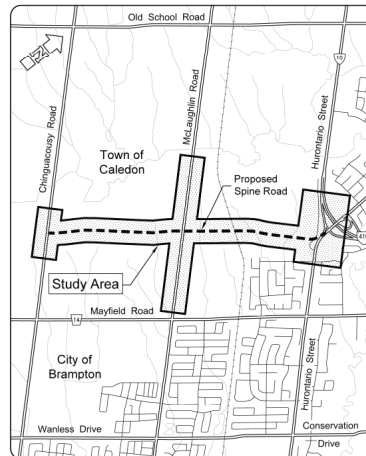 Old School Road
10
Chinguacousy Road
McLaughlin Road
Hurontario Street
Town of
Caledon
Proposed
Spine Road
410
Study Area
14
Mayfield Road
City of
Brampton
Hurontario Street
Wanless Drive
Conservation
Drive